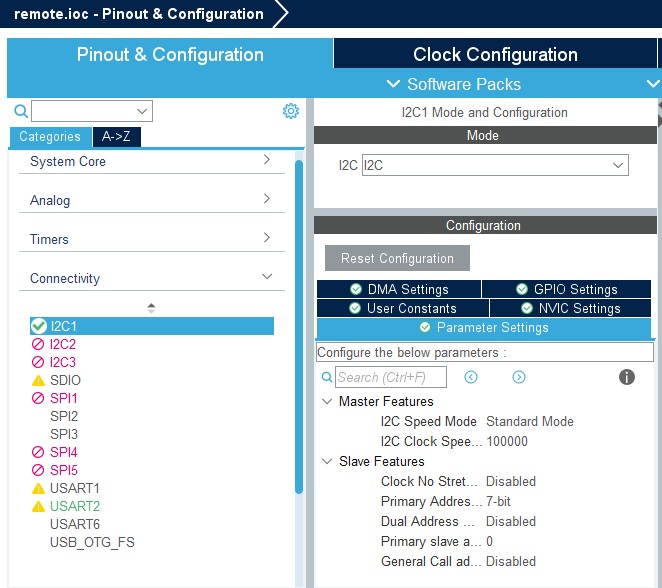 remote.ioc - Pinout & Configuration
Pinout & Configuration
Clock Configuration
Software Packs
Categories
A->Z
System Core
Analog
Timers
Connectivity
I2C1
I2C2
I2C3
SDIO
SPI1
SPI2
SPI3
SPI4
SPI5
USART1
USART2
USART6
USB_OTG_FS
I2C1 Mode and Configuration
Mode
I2C I2C
Configuration
Reset Configuration
DMA Settings
GPIO Settings
User Constants
NVIC Settings
Parameter Settings
Configure the below parameters :
Search (Ctrl+F)
Master Features
I2C Speed Mode Standard Mode
I2C Clock Spee... 100000
Slave Features
Clock No Stret... Disabled
Primary Addres... 7-bit
Dual Address ... Disabled
Primary slave a... 0
General Call ad... Disabled